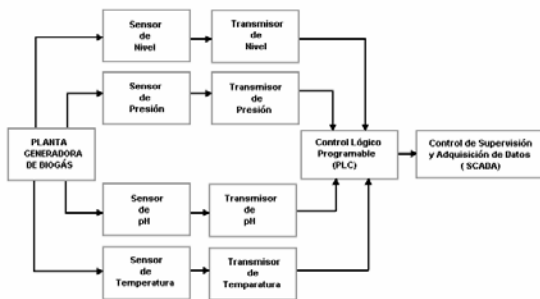 Sensor
de
Nivel
Transmisor
de
Nivel
Sensor
de
Presión
Transmisor
de
Presión
PLANTA
GENERADORA
DE BIOGÁS
Control Lógico
Programable
(PLC)
Control de Supervisión
y Adquisición de Datos
( SCADA)
Sensor
de
pH
Transmisor
de
pH
Sensor
de
Temperatura
Transmisor
de
Temparatura